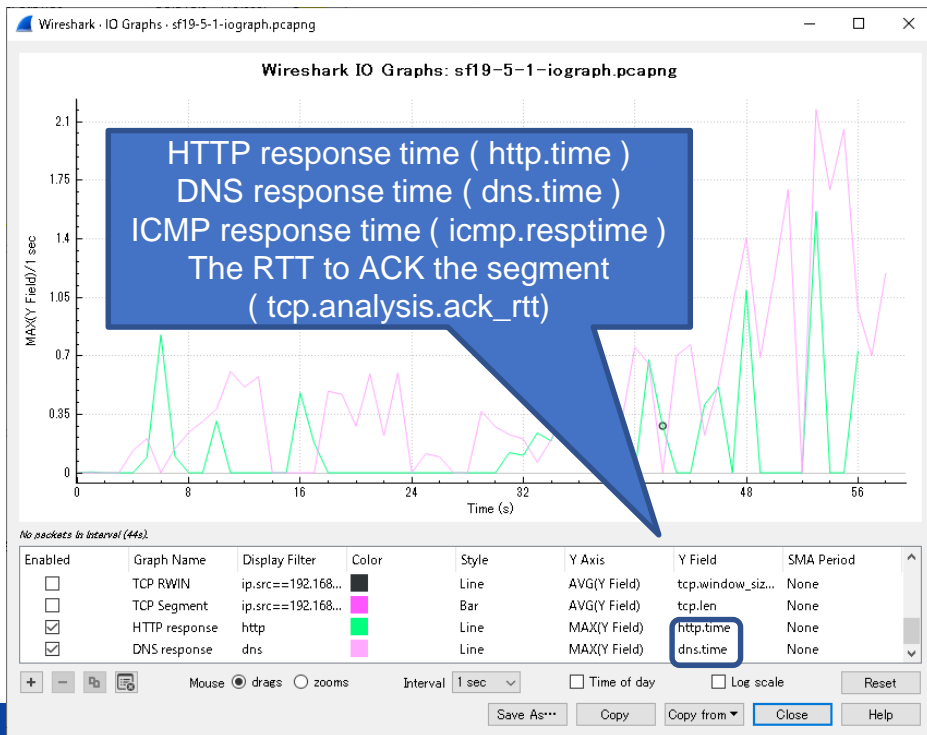 Wireshark · IO Graphs · sf19-5-1-iograph.pcapng
Wireshark IO Graphs: sf19-5-1-iograph.pcapng
HTTP response time ( http.time )
DNS response time ( dns.time )
ICMP response time ( icmp.resptime )
The RTT to ACK the segment
( tcp.analysis.ack_rtt)
MAX(Y Field)/1 sec
2.1
1.75
1.4
1.05
0.7
0.35
0
0 8 16 24 32 48 56
Time (s)
No packets in interval (44s).
Enabled Graph Name Display Filter Color Style Y Axis Y Field SMA Period
TCP RWIN ip.src==192.168... Line AVG(Y Field) tcp.window_siz... None
TCP Segment ip.src==192.168... Bar AVG(Y Field) tcp.len None
HTTP response http Line MAX(Y Field) http.time None
DNS response dns Line MAX(Y Field) dns.time None
Mouse drags zooms Interval 1 sec Time of day Log scale Reset
Save As··· Copy Copy from Close Help